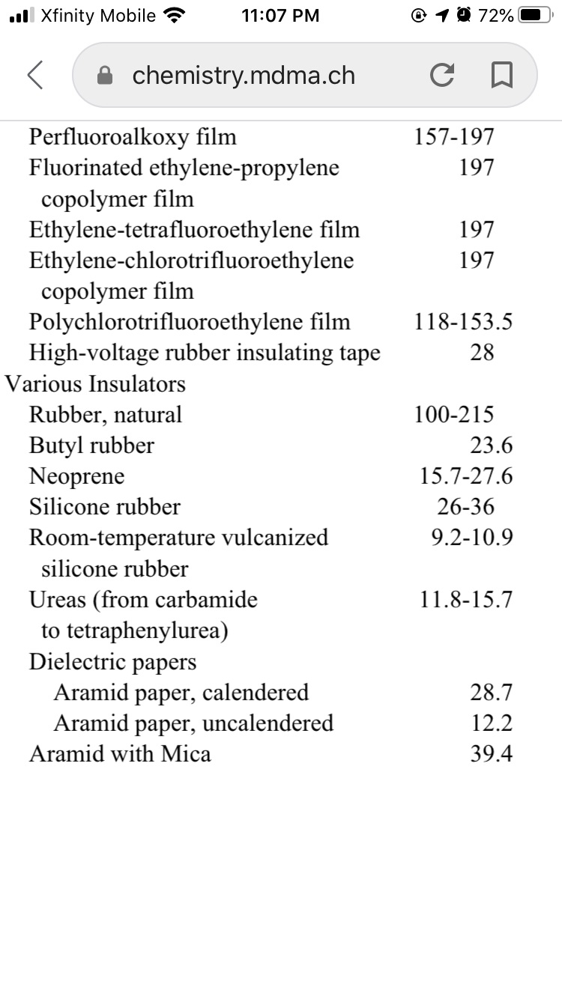 Xfinity Mobile 11:07 PM 72%
chemistry.mdma.ch
Perfluoroalkoxy film 157-197
Fluorinated ethylene-propylene 197
copolymer film
Ethylene-tetrafluoroethylene film 197
Ethylene-chlorotrifluoroethylene 197
copolymer film
Polychlorotrifluoroethylene film 118-153.5
High-voltage rubber insulating tape 28
Various Insulators
Rubber, natural 100-215
Butyl rubber 23.6
Neoprene 15.7-27.6
Silicone rubber 26-36
Room-temperature vulcanized 9.2-10.9
silicone rubber
Ureas (from carbamide 11.8-15.7
to tetraphenylurea)
Dielectric papers
Aramid paper, calendered 28.7
Aramid paper, uncalendered 12.2
Aramid with Mica 39.4